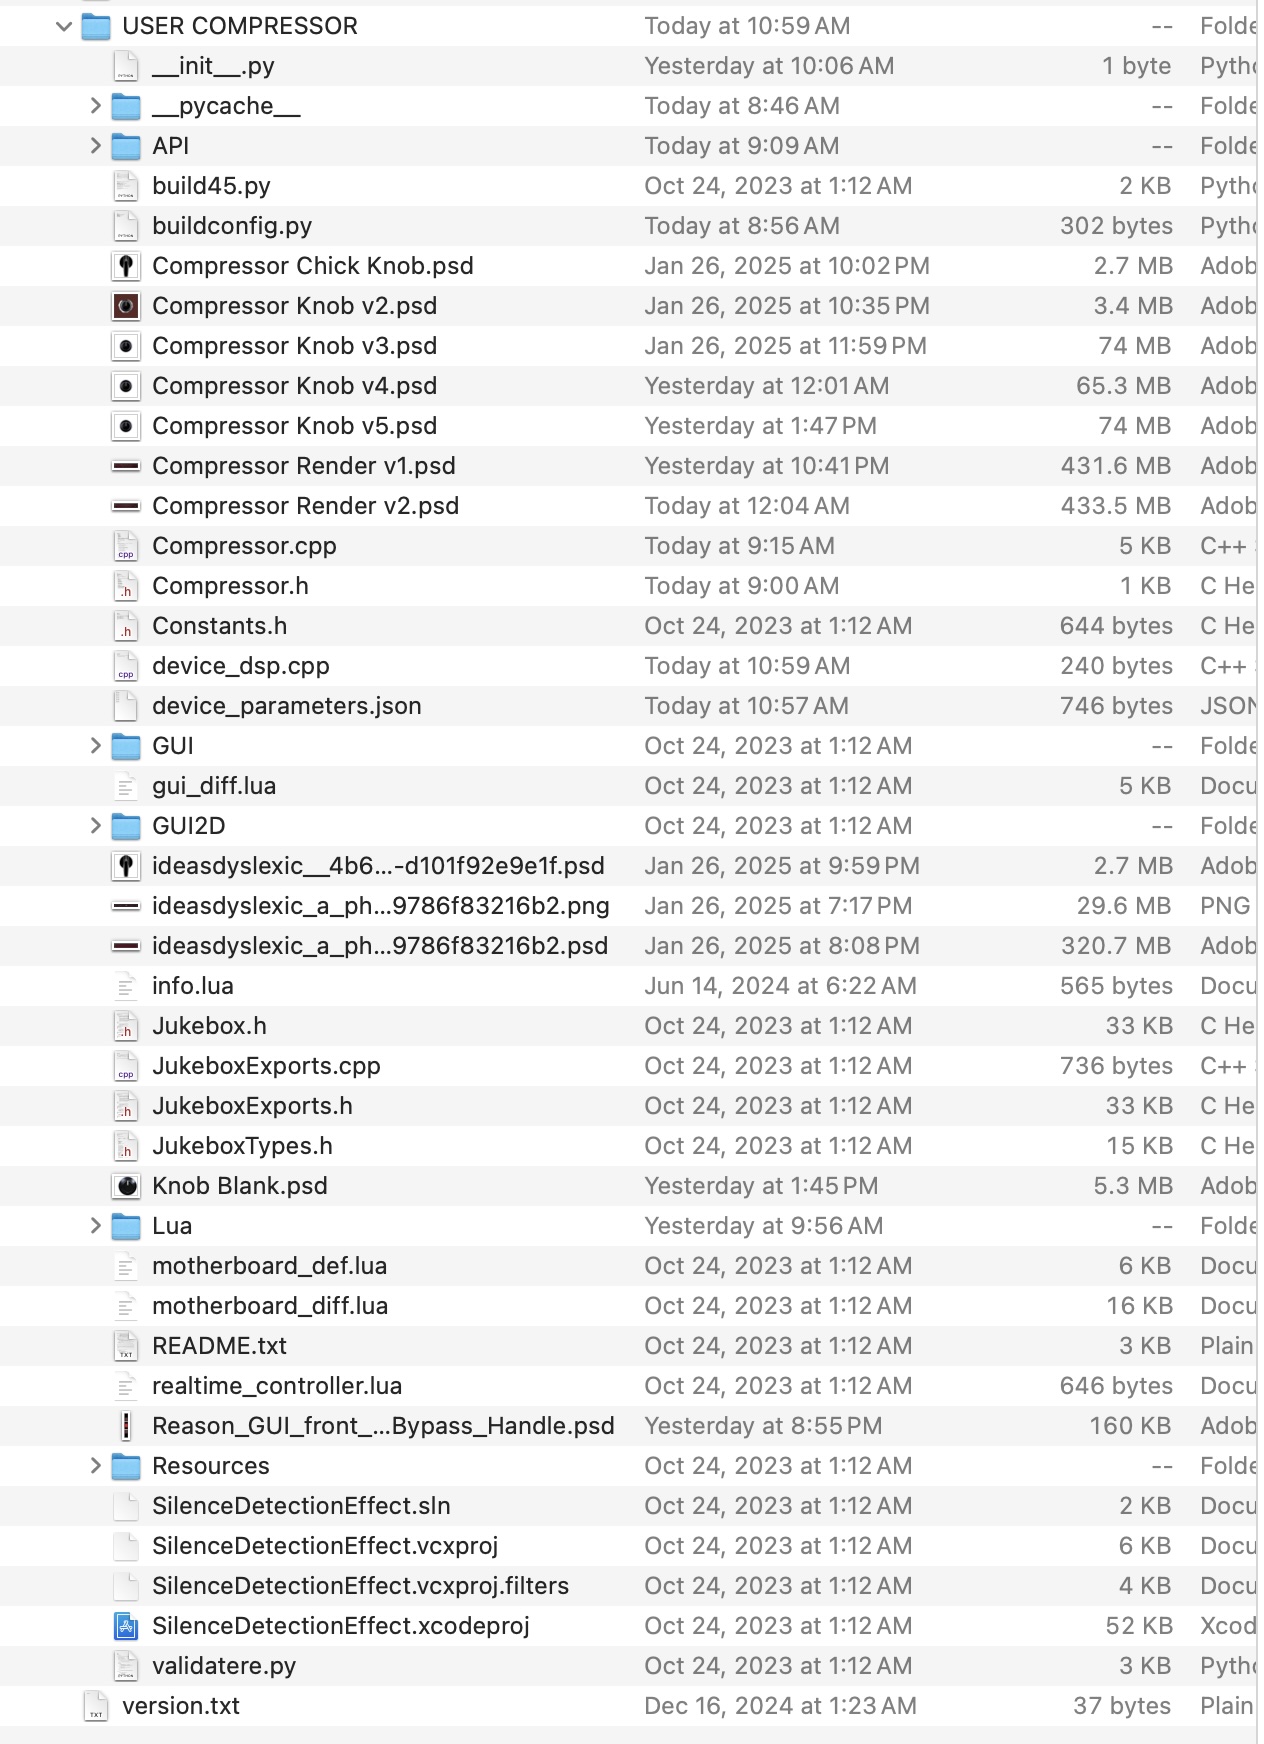 USER COMPRESSOR Today at 10:59 AM -- Folde
__init__.py Yesterday at 10:06 AM 1 byte Pytho
__pycache__ Today at 8:46 AM -- Folde
API Today at 9:09 AM -- Folde
build45.py Oct 24, 2023 at 1:12 AM 2 KB Pytho
buildconfig.py Today at 8:56 AM 302 bytes Pytho
Compressor Chick Knob.psd Jan 26, 2025 at 10:02 PM 2.7 MB Adob
Compressor Knob v2.psd Jan 26, 2025 at 10:35 PM 3.4 MB Adob
Compressor Knob v3.psd Jan 26, 2025 at 11:59 PM 74 MB Adob
Compressor Knob v4.psd Yesterday at 12:01 AM 65.3 MB Adob
Compressor Knob v5.psd Yesterday at 1:47 PM 74 MB Adob
Compressor Render v1.psd Yesterday at 10:41 PM 431.6 MB Adob
Compressor Render v2.psd Today at 12:04 AM 433.5 MB Adob
Compressor.cpp Today at 9:15 AM 5 KB C++
Compressor.h Today at 9:00 AM 1 KB C He
Constants.h Oct 24, 2023 at 1:12 AM 644 bytes C He
device_dsp.cpp Today at 10:59 AM 240 bytes C++
device_parameters.json Today at 10:57 AM 746 bytes JSON
GUI Oct 24, 2023 at 1:12 AM -- Folde
gui_diff.lua Oct 24, 2023 at 1:12 AM 5 KB Docu
GUI2D Oct 24, 2023 at 1:12 AM -- Folde
ideasdyslexic__4b6...-d101f92e9e1f.psd Jan 26, 2025 at 9:59 PM 2.7 MB Adob
ideasdyslexic_a_ph...9786f83216b2.png Jan 26, 2025 at 7:17 PM 29.6 MB PNG
ideasdyslexic_a_ph...9786f83216b2.psd Jan 26, 2025 at 8:08 PM 320.7 MB Adob
info.lua Jun 14, 2024 at 6:22 AM 565 bytes Docu
Jukebox.h Oct 24, 2023 at 1:12 AM 33 KB C He
JukeboxExports.cpp Oct 24, 2023 at 1:12 AM 736 bytes C++
JukeboxExports.h Oct 24, 2023 at 1:12 AM 33 KB C He
JukeboxTypes.h Oct 24, 2023 at 1:12 AM 15 KB C He
Knob Blank.psd Yesterday at 1:45 PM 5.3 MB Adob
Lua Yesterday at 9:56 AM -- Folde
motherboard_def.lua Oct 24, 2023 at 1:12 AM 6 KB Docu
motherboard_diff.lua Oct 24, 2023 at 1:12 AM 16 KB Docu
README.txt Oct 24, 2023 at 1:12 AM 3 KB Plain
realtime_controller.lua Oct 24, 2023 at 1:12 AM 646 bytes Docu
Reason_GUI_front_...Bypass_Handle.psd Yesterday at 8:55 PM 160 KB Adob
Resources Oct 24, 2023 at 1:12 AM -- Folde
SilenceDetectionEffect.sln Oct 24, 2023 at 1:12 AM 2 KB Docu
SilenceDetectionEffect.vcxproj Oct 24, 2023 at 1:12 AM 6 KB Docu
SilenceDetectionEffect.vcxproj.filters Oct 24, 2023 at 1:12 AM 4 KB Docu
SilenceDetectionEffect.xcodeproj Oct 24, 2023 at 1:12 AM 52 KB Xcod
validatere.py Oct 24, 2023 at 1:12 AM 3 KB Pytho
version.txt Dec 16, 2024 at 1:23 AM 37 bytes Plain